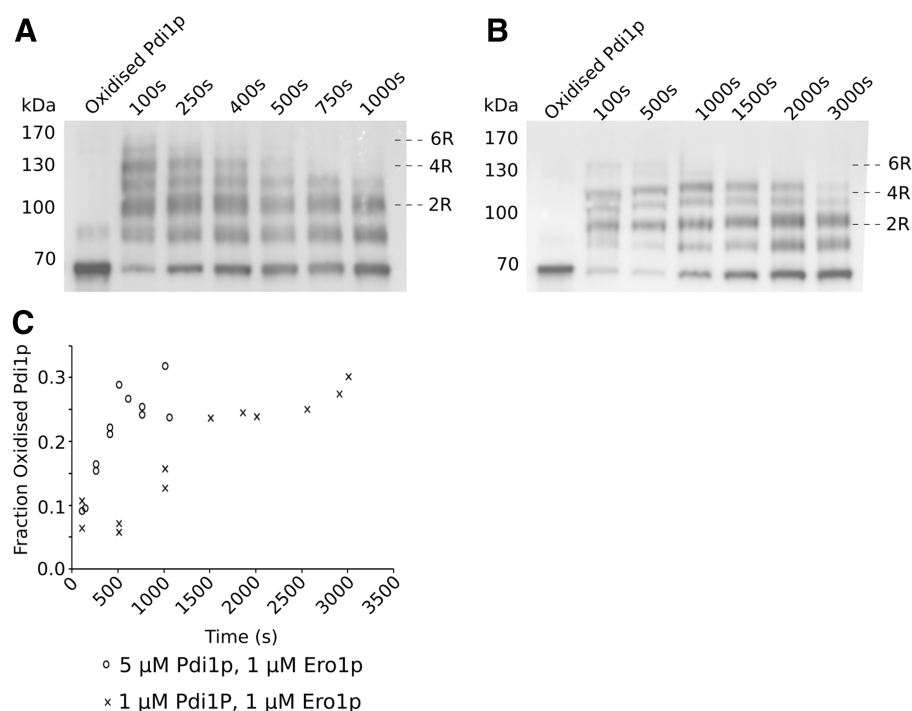 A
Oxidised Pdi1p
100s
250s
400s
500s
750s
1000s
kDa
170
130
100
70
6R
4R
2R
B
Oxidised Pdi1p
100s
500s
1000s
1500s
2000s
3000s
kDa
170
130
100
70
6R
4R
2R
C
Fraction Oxidised Pdi1p
0.3
0.2
0.1
0.0
0
500
1000
1500
2000
2500
3000
3500
Time (s)
5 μM Pdi1p, 1 μM Ero1p
1 μM Pdi1P, 1 μM Ero1p